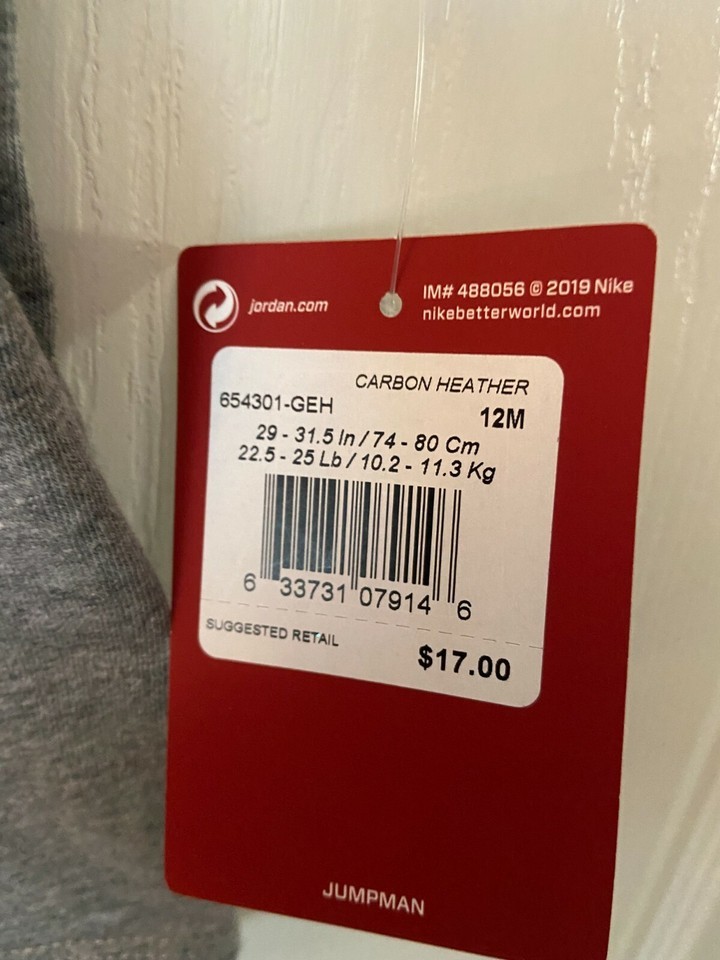 jordan.com
IM# 488056 © 2019 Nike
nikebetterworld.com
CARBON HEATHER
654301-GEH
12M
29 - 31.5 In / 74 - 80 Cm
22.5 - 25 Lb / 10.2 - 11.3 Kg
6 33731 07914 6
SUGGESTED RETAIL
$17.00
JUMPMAN